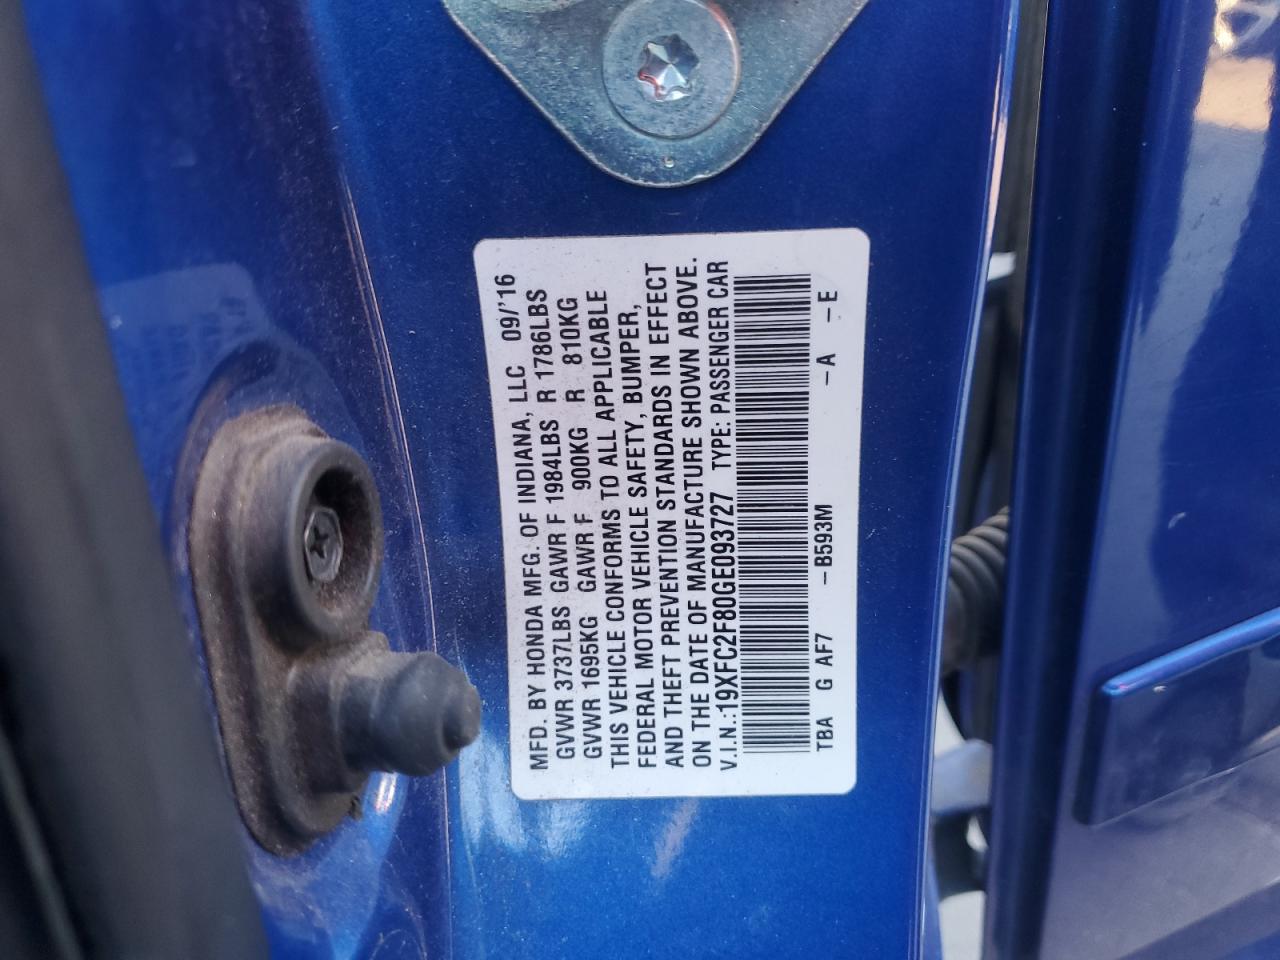 MFD. BY HONDA MFG. OF INDIANA, LLC 09/'16
GVWR 3737LBS GAWR F 1984LBS R 1786LBS
GVWR 1695KG GAWR F 900KG R 810KG
THIS VEHICLE CONFORMS TO ALL APPLICABLE
FEDERAL MOTOR VEHICLE SAFETY, BUMPER,
AND THEFT PREVENTION STANDARDS IN EFFECT
ON THE DATE OF MANUFACTURE SHOWN ABOVE.
V.I.N.:19XFC2F80GE093727 TYPE: PASSENGER CAR
TBA G AF7 -B593M -A -E